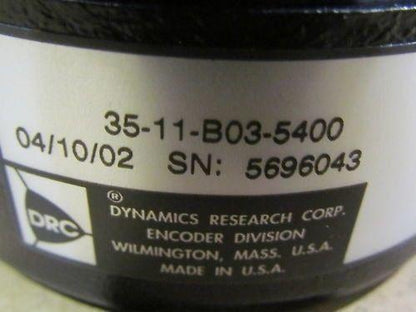 35-11-B03-5400
04/10/02 SN: 5696043
®
DRC
DYNAMICS RESEARCH CORP.
ENCODER DIVISION
WILMINGTON, MASS. U.S.A.
MADE IN U.S.A.